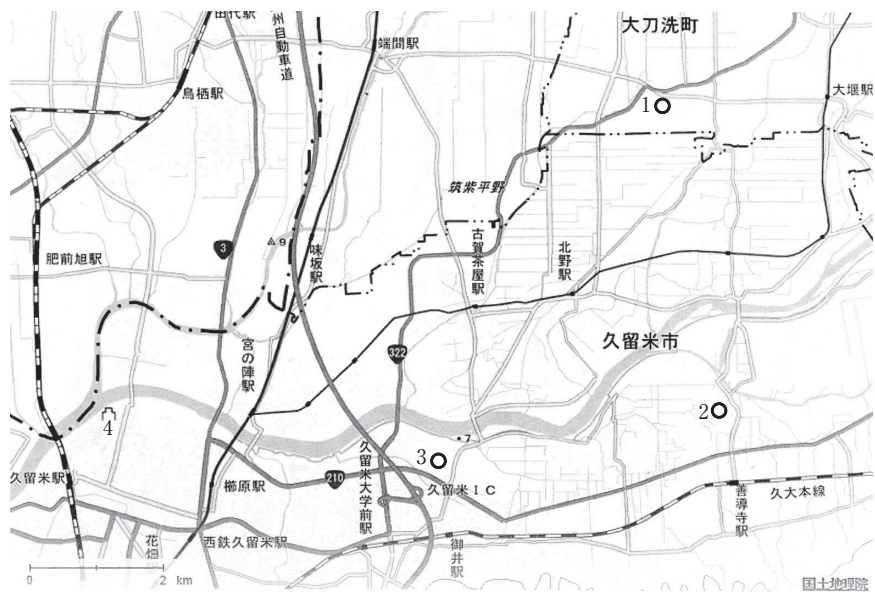 田代駅
州自動車道
大刀洗町
端間駅
鳥栖駅
大堰駅
1
筑紫平野
3
9
味坂駅
古賀茶屋駅
北野駅
肥前旭駅
宮の陣駅
322
久留米市
4
2
7
3
久留米駅
櫛原駅
210
久留米大学前駅
久留米IC
善導寺駅
久大本線
花畑
西鉄久留米駅
御井駅
0
2 km
国土地理院